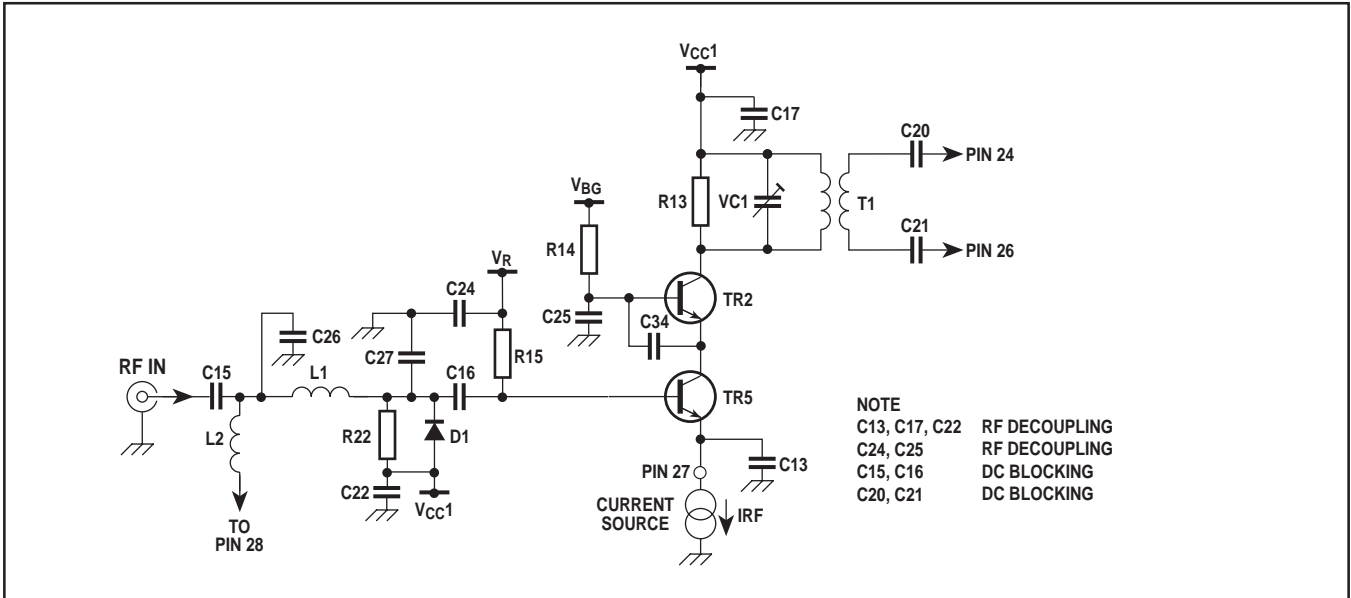 VCC1
C17
C20
PIN 24
VBG
R13
VC1
T1
R14
C21
PIN 26
VR
C24
TR2
C25
C34
C26
C27
R15
RF IN
C15
L1
C16
TR5
L2
R22
D1
C13
PIN 27
C22
VCC1
CURRENT
SOURCE
IRF
TO
PIN 28
NOTE
C13, C17, C22 RF DECOUPLING
C24, C25 RF DECOUPLING
C15, C16 DC BLOCKING
C20, C21 DC BLOCKING